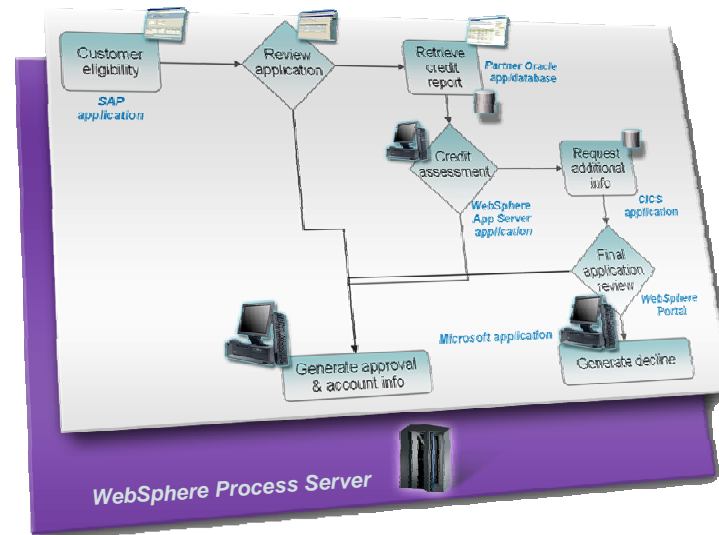 Customer
eligibility
SAP
application
Review
application
Retrieve
credit
report
Partner Oracle
app/database
Credit
assessment
WebSphere
App Server
application
Request
additional
info
CICS
application
Final
application
review
WebSphere
Portal
Microsoft application
Generate approval
& account info
Generate decline
WebSphere Process Server